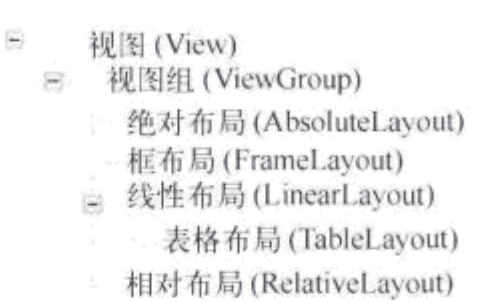 视图 (View)
视图组 (ViewGroup)
绝对布局 (AbsoluteLayout)
框布局 (FrameLayout)
线性布局 (LinearLayout)
表格布局 (TableLayout)
相对布局 (RelativeLayout)